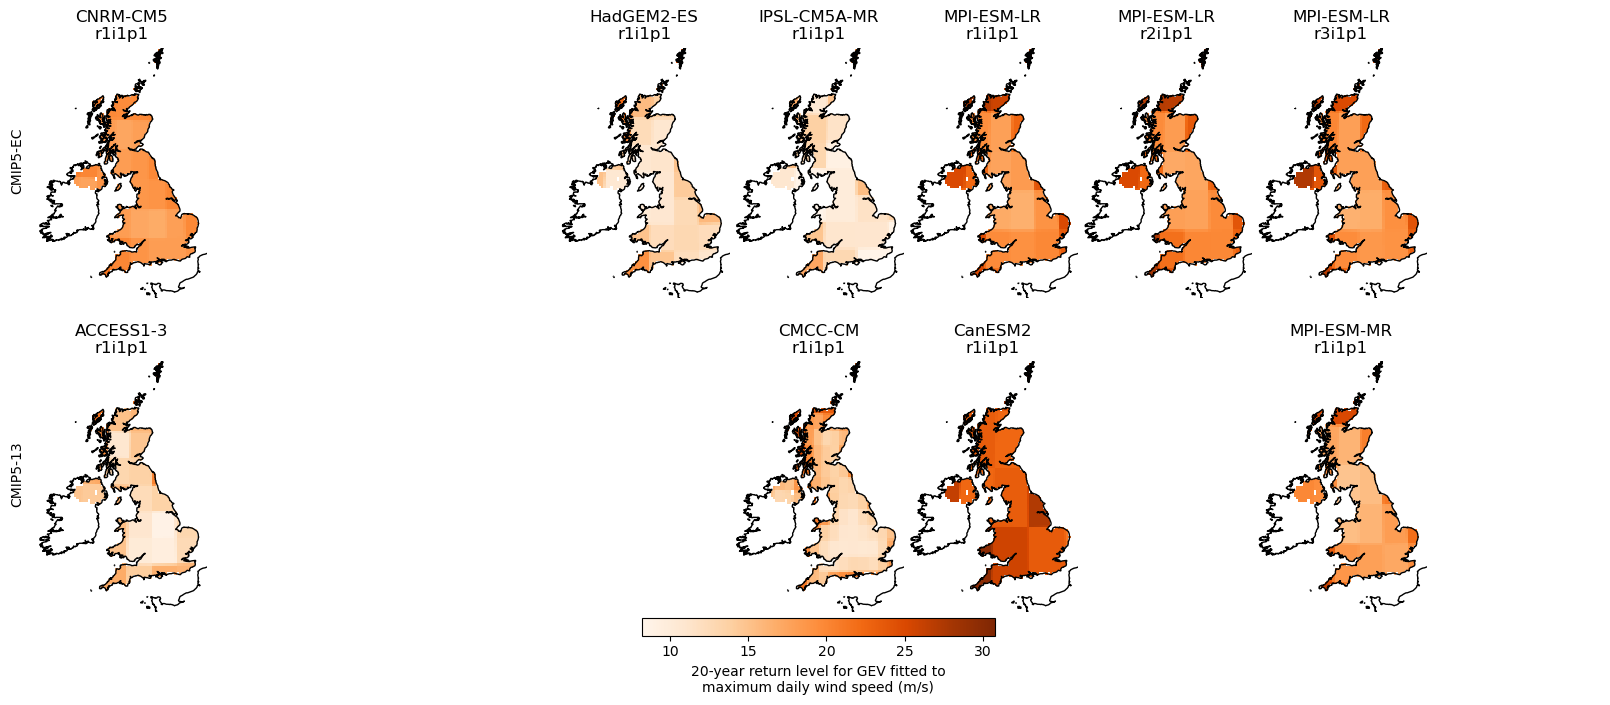 CNRM-CM5
r1i1p1
HadGEM2-ES
r1i1p1
IPSL-CM5A-MR
r1i1p1
MPI-ESM-LR
r1i1p1
MPI-ESM-LR
r2i1p1
MPI-ESM-LR
r3i1p1
CMIP5-EC
ACCESS1-3
r1i1p1
CMCC-CM
r1i1p1
CanESM2
r1i1p1
MPI-ESM-MR
r1i1p1
CMIP5-13
10 15 20 25 30
20-year return level for GEV fitted to
maximum daily wind speed (m/s)